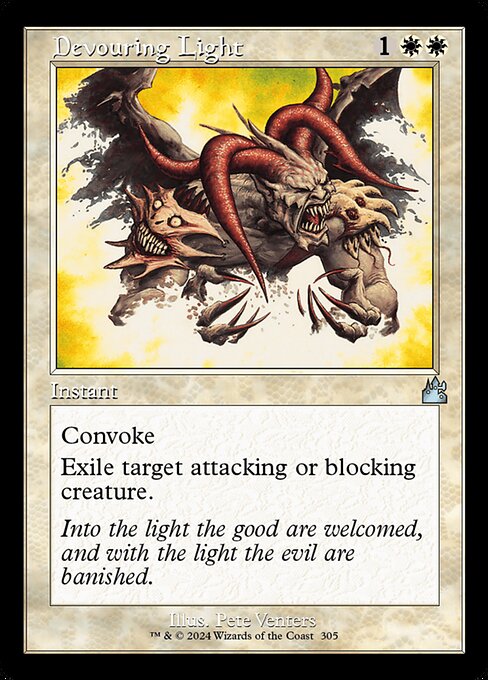 Devouring Light 1
Instant
Convoke
Exile target attacking or blocking
creature.
Into the light the good are welcomed,
and with the light the evil are
banished.
Illus. Pete Venters
™ & © 2024 Wizards of the Coast 305